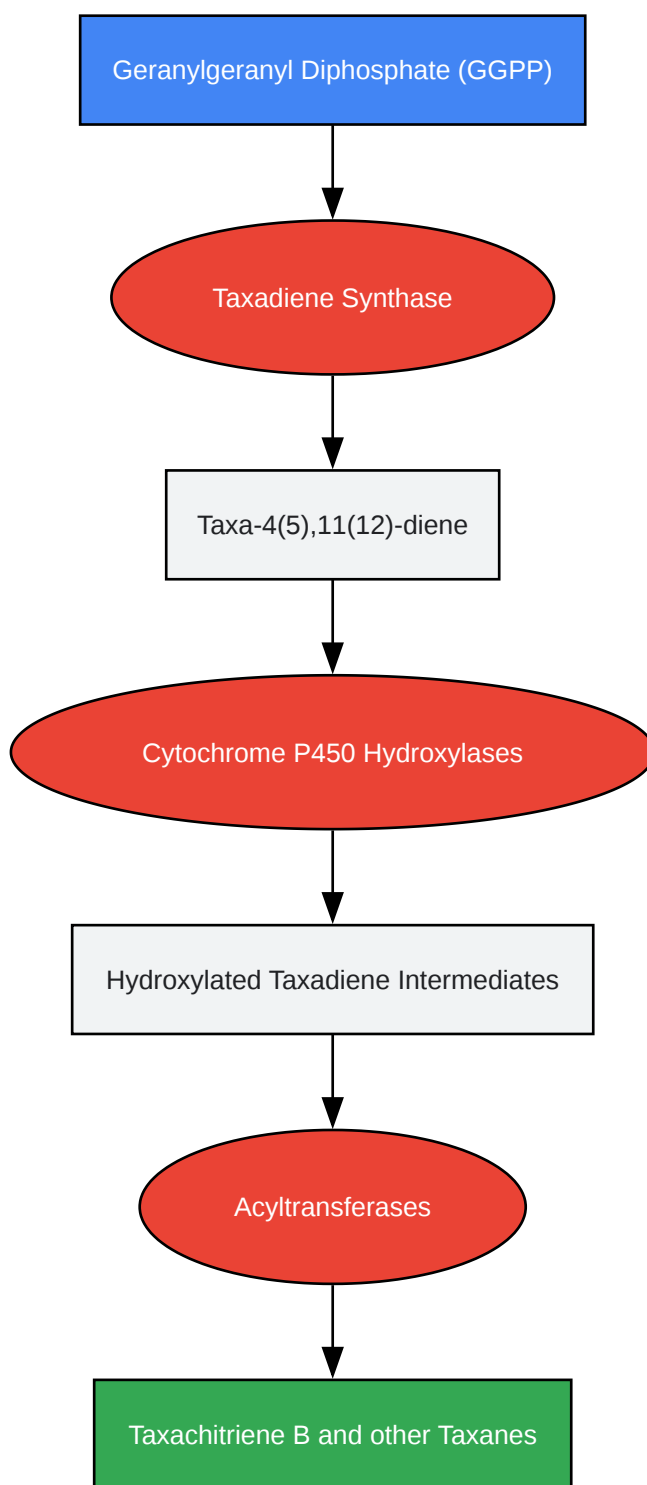 Geranylgeranyl Diphosphate (GGPP)
Taxadiene Synthase
Taxa-4(5),11(12)-diene
Cytochrome P450 Hydroxylases
Hydroxylated Taxadiene Intermediates
Acyltransferases
Taxachitriene B and other Taxanes